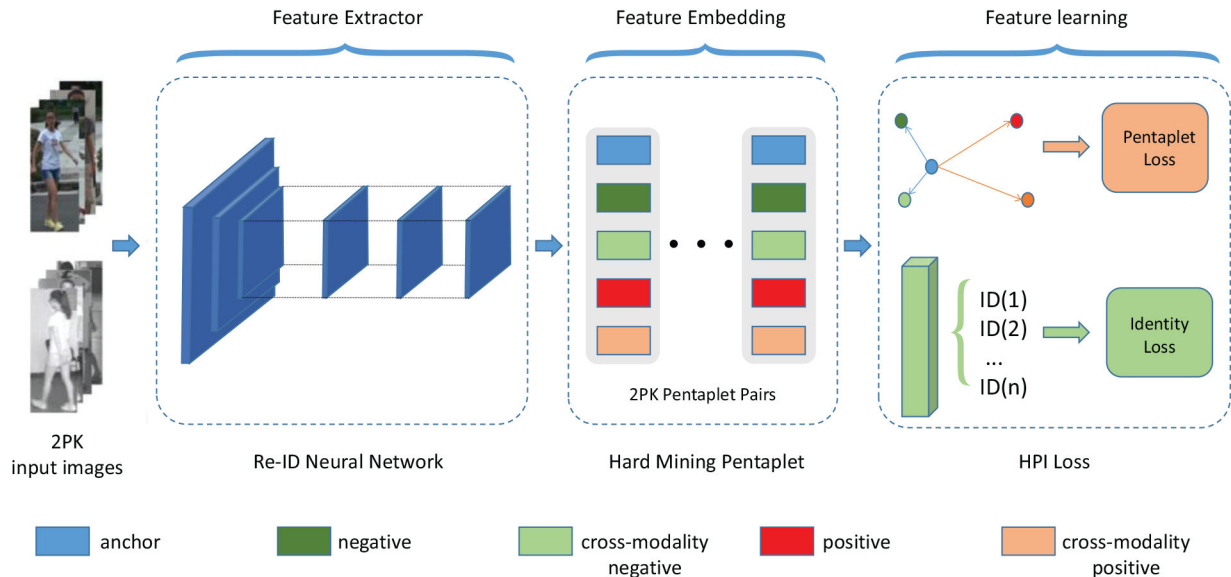 Feature Extractor
Feature Embedding
Feature learning
Pentaplet
Loss
ID(1)
ID(2)
...
ID(n)
Identity
Loss
2PK Pentaplet Pairs
2PK
input images
Re-ID Neural Network
Hard Mining Pentaplet
HPI Loss
anchor
negative
cross-modality
negative
positive
cross-modality
positive